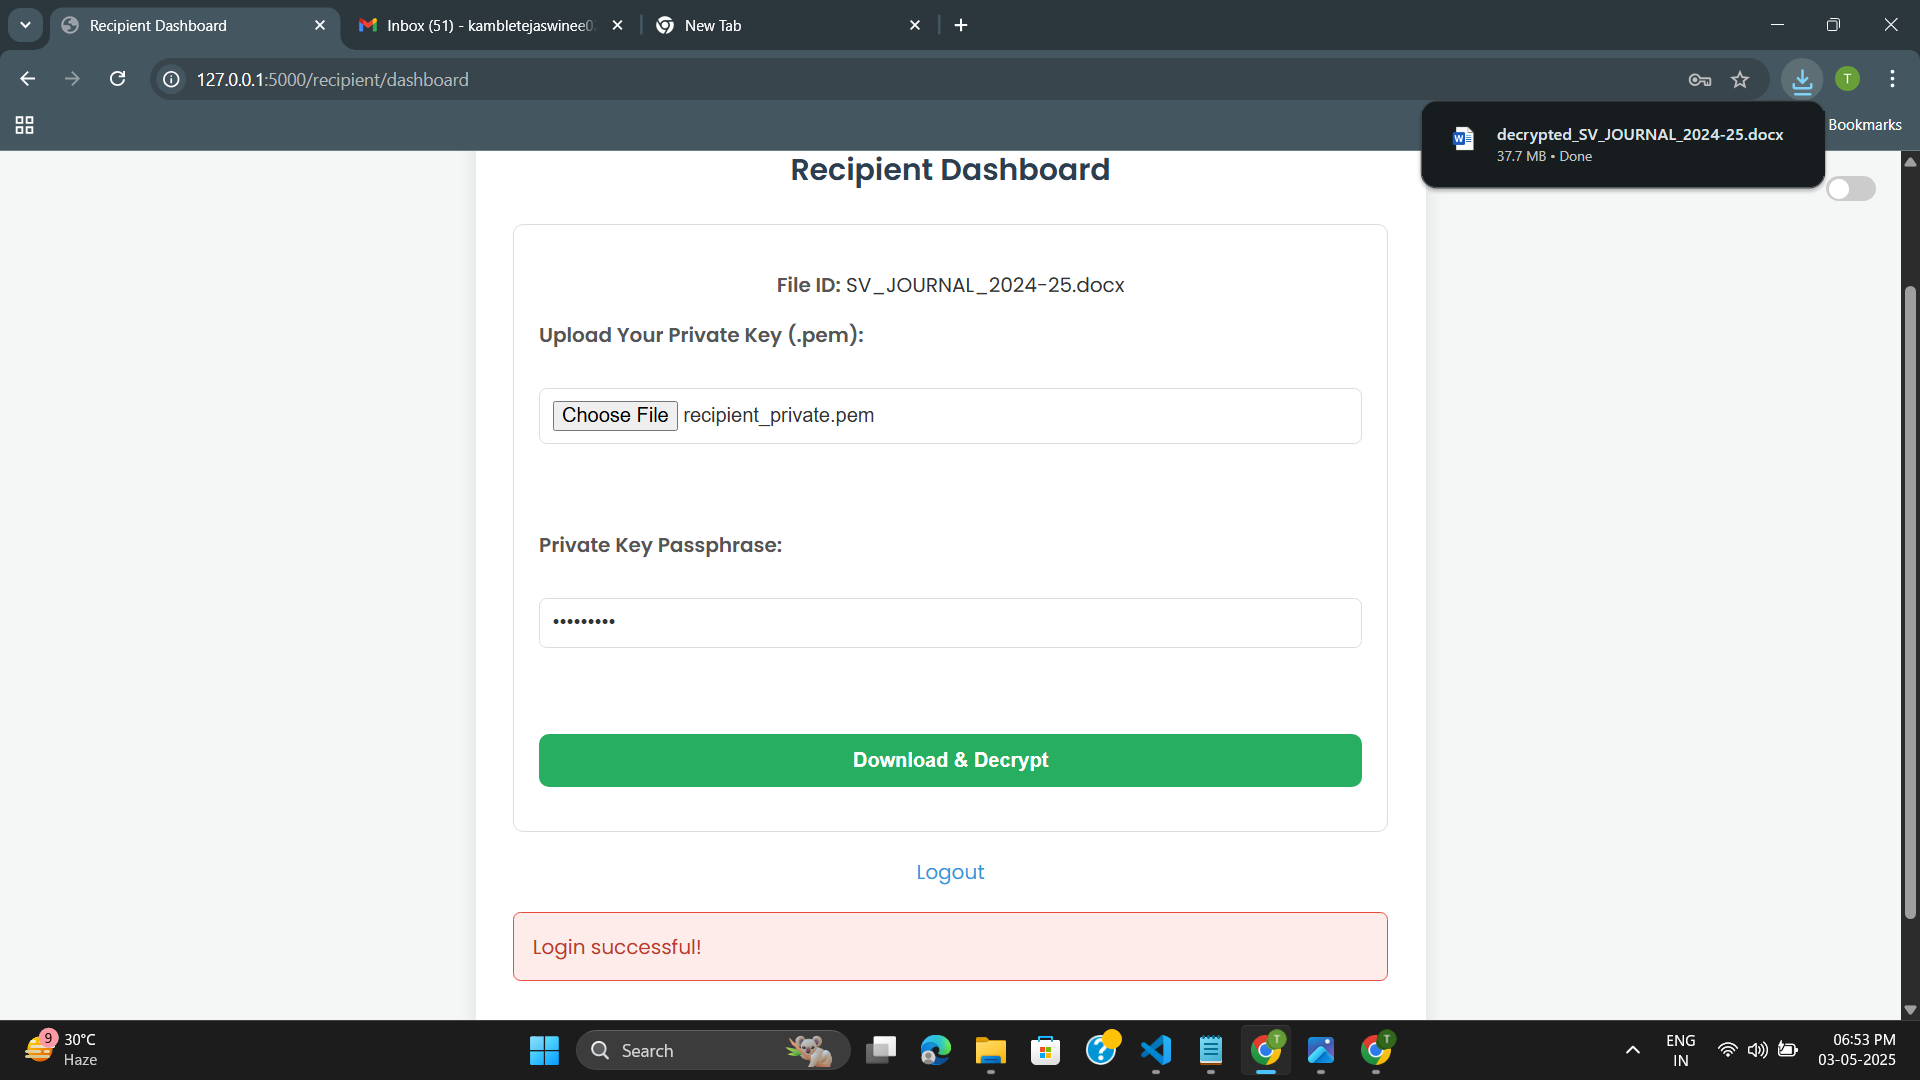 Recipient Dashboard
Inbox (51) - kambletejaswinee0
New Tab
127.0.0.1:5000/recipient/dashboard
T
Bookmarks
decrypted_SV_JOURNAL_2024-25.docx
37.7 MB • Done
Recipient Dashboard
File ID: SV_JOURNAL_2024-25.docx
Upload Your Private Key (.pem):
Choose File recipient_private.pem
Private Key Passphrase:
•••••••••
Download & Decrypt
Logout
Login successful!
9
30°C
Haze
Search
T
T
ENG
IN
06:53 PM
03-05-2025